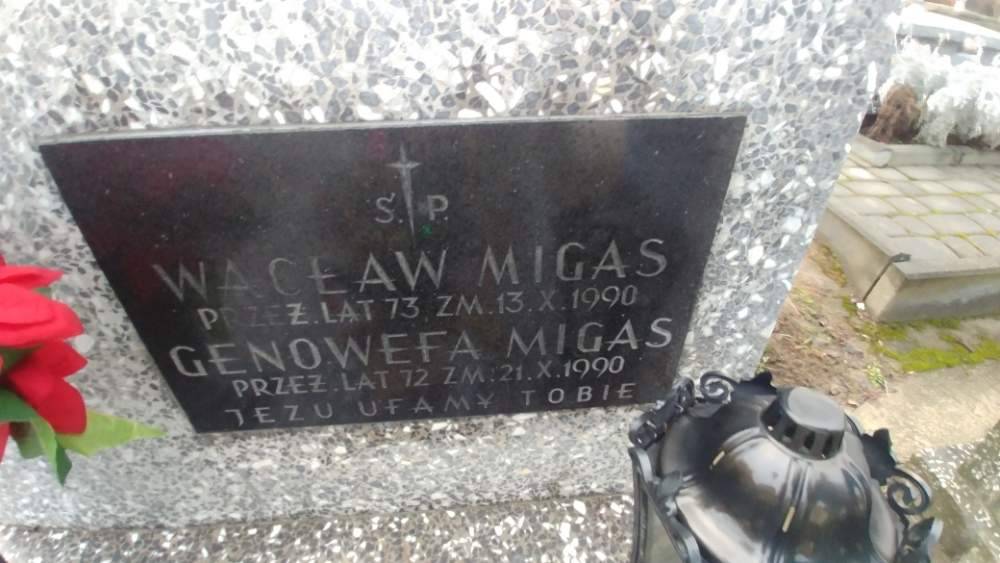 Ś.P.
WACŁAW MIGAS
PRZEŻ. LAT 73. ZM. 13.X.1990
GENOWEFA MIGAS
PRZEŻ. LAT 72 ZM. 21.X.1990
JEZU UFAMY TOBIE